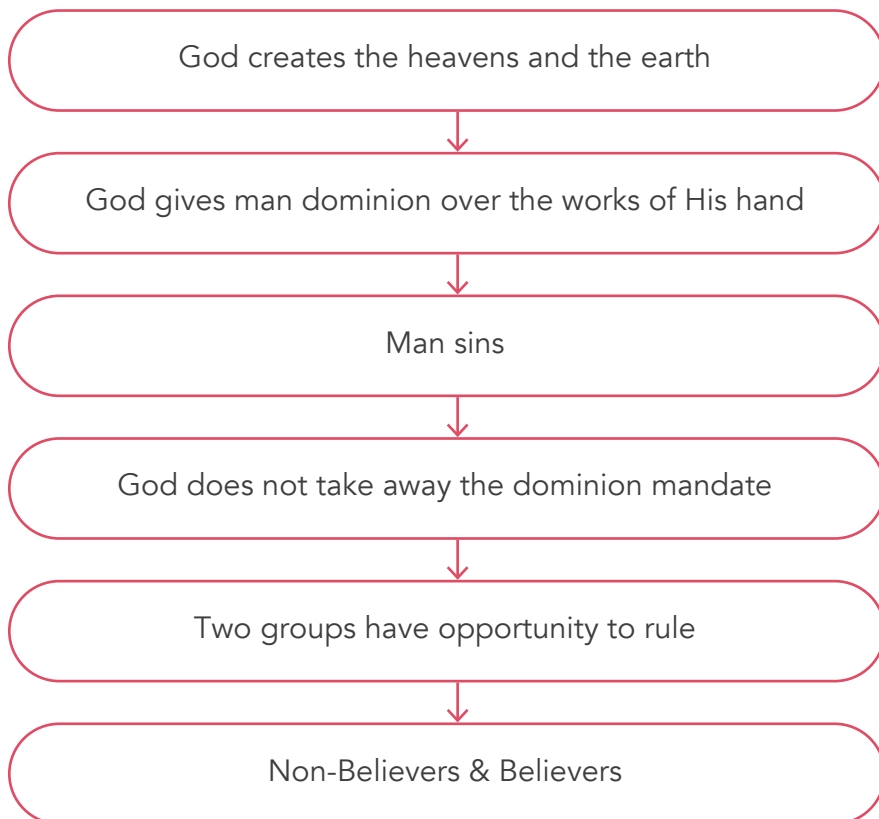 God creates the heavens and the earth
God gives man dominion over the works of His hand
Man sins
God does not take away the dominion mandate
Two groups have opportunity to rule
Non-Believers & Believers